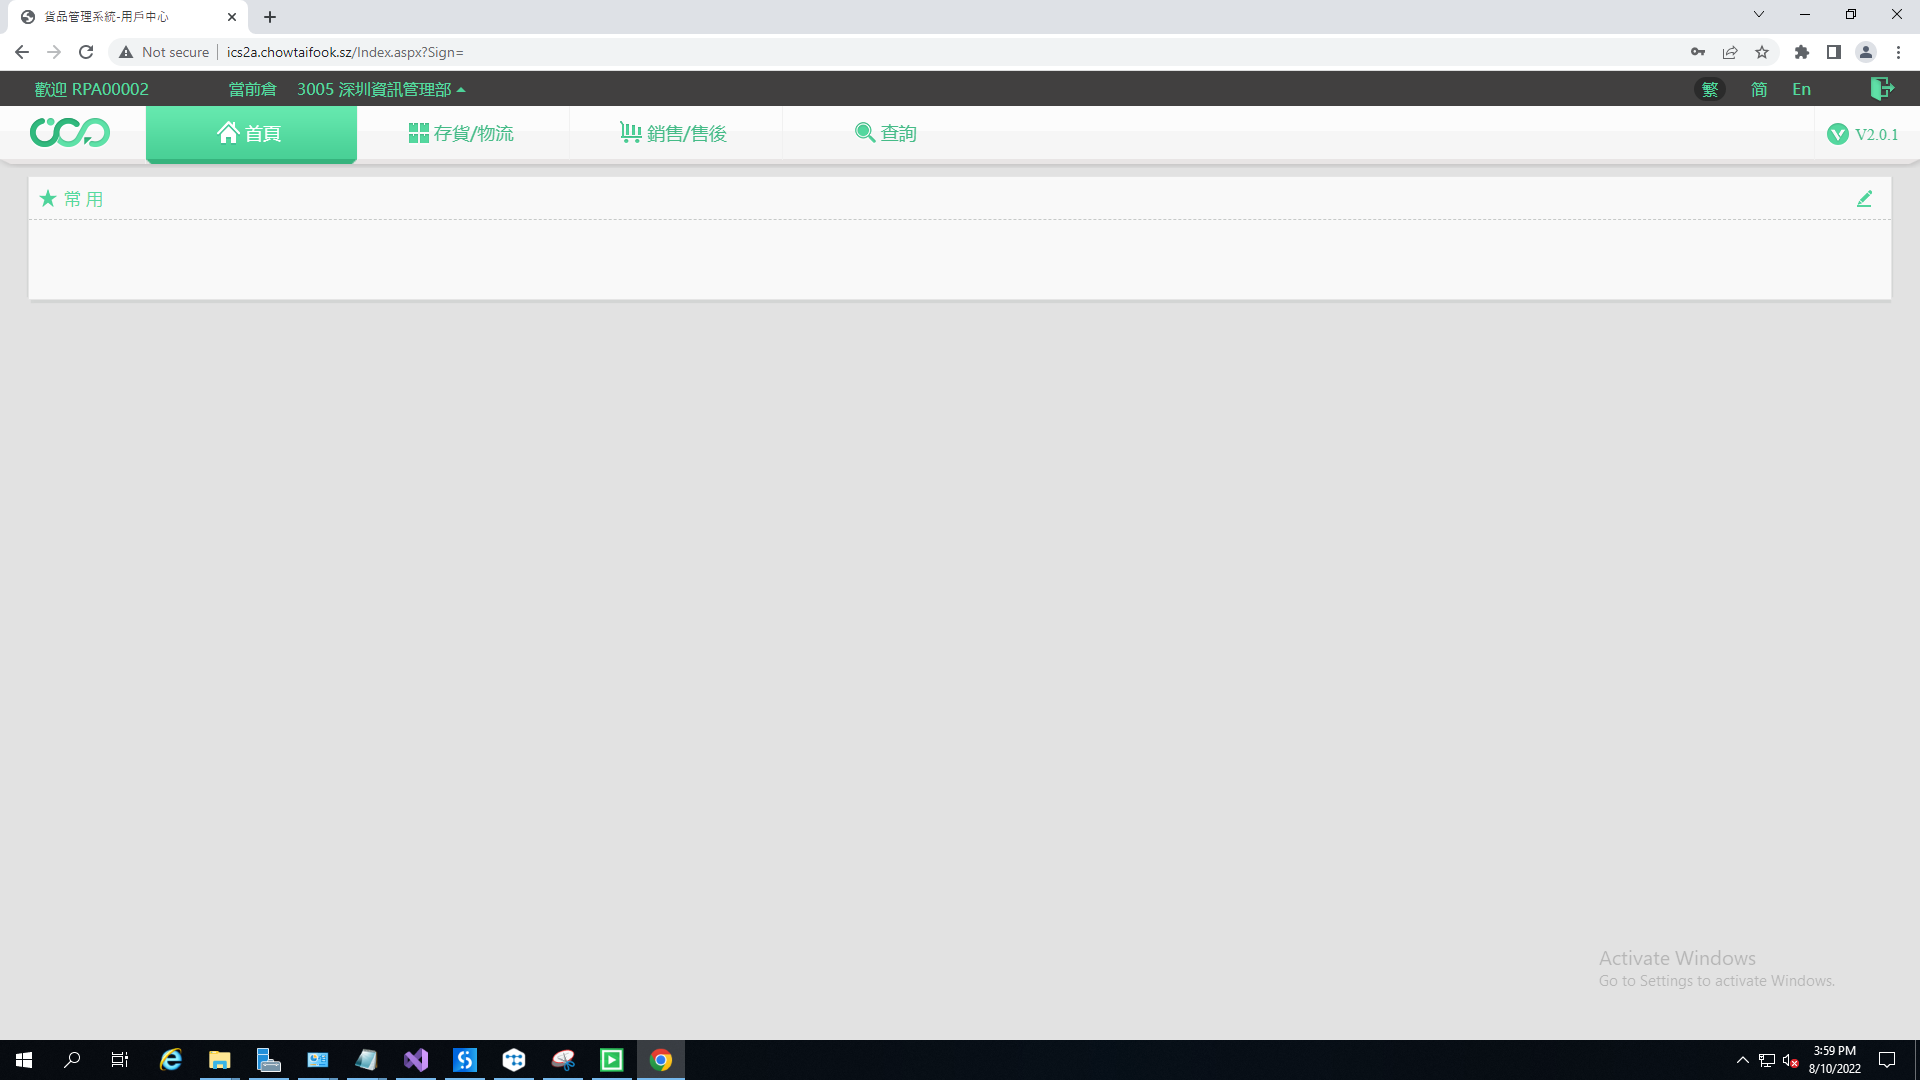 貨品管理系統-用戶中心
Not secure
ics2a.chowtaifook.sz/Index.aspx?Sign=
歡迎 RPA00002
當前倉
3005 深圳資訊管理部
繁
简
En
首頁
存貨/物流
銷售/售後
查詢
V2.0.1
常 用
Activate Windows
Go to Settings to activate Windows.
3:59 PM
8/10/2022